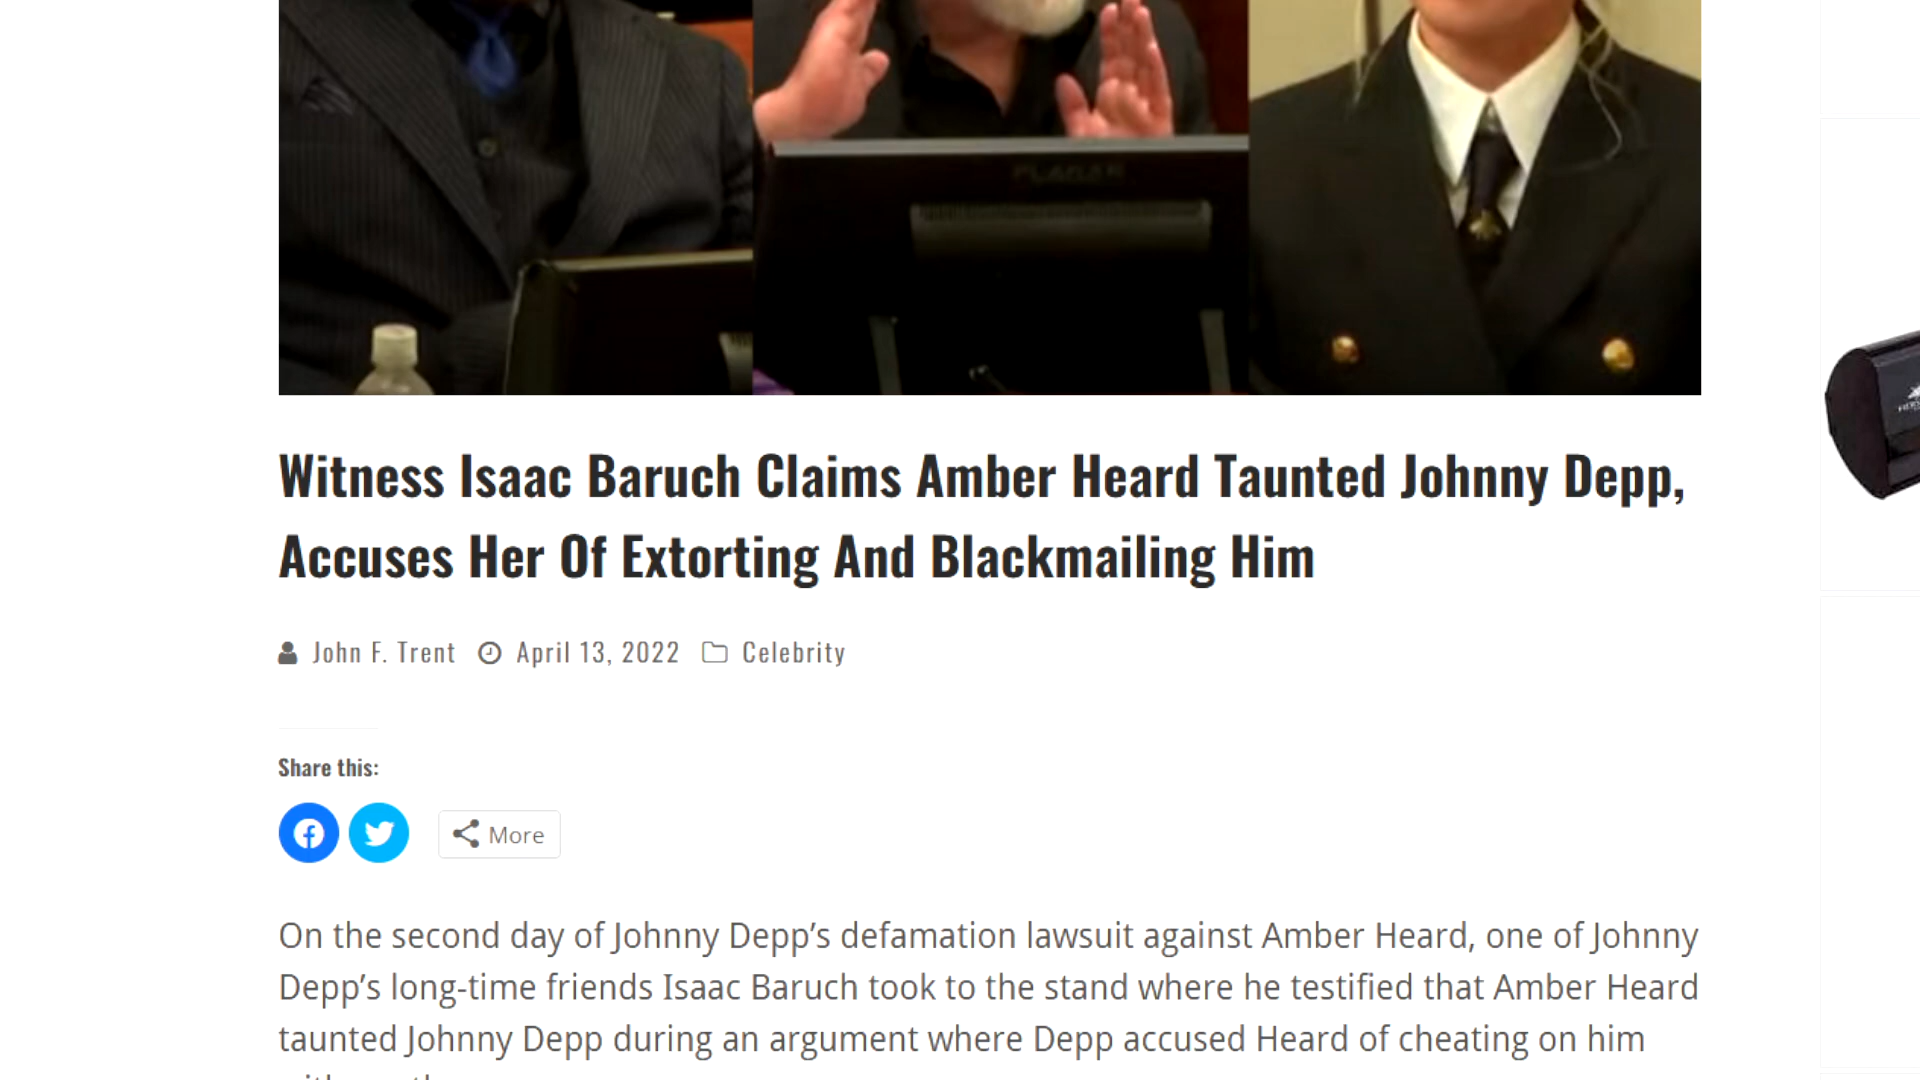 PLANAR
Witness Isaac Baruch Claims Amber Heard Taunted Johnny Depp,
Accuses Her Of Extorting And Blackmailing Him
John F. Trent April 13, 2022 Celebrity
Share this:
More
On the second day of Johnny Depp’s defamation lawsuit against Amber Heard, one of Johnny
Depp’s long-time friends Isaac Baruch took to the stand where he testified that Amber Heard
taunted Johnny Depp during an argument where Depp accused Heard of cheating on him